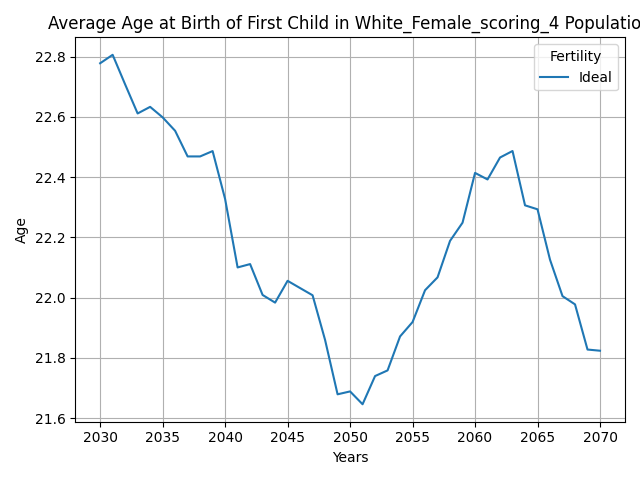 Average Age at Birth of First Child in White_Female_scoring_4 Populatio
Fertility
Ideal
22.8
22.6
22.4
22.2
22.0
21.8
21.6
Age
2030 2035 2040 2045 2050 2055 2060 2065 2070
Years